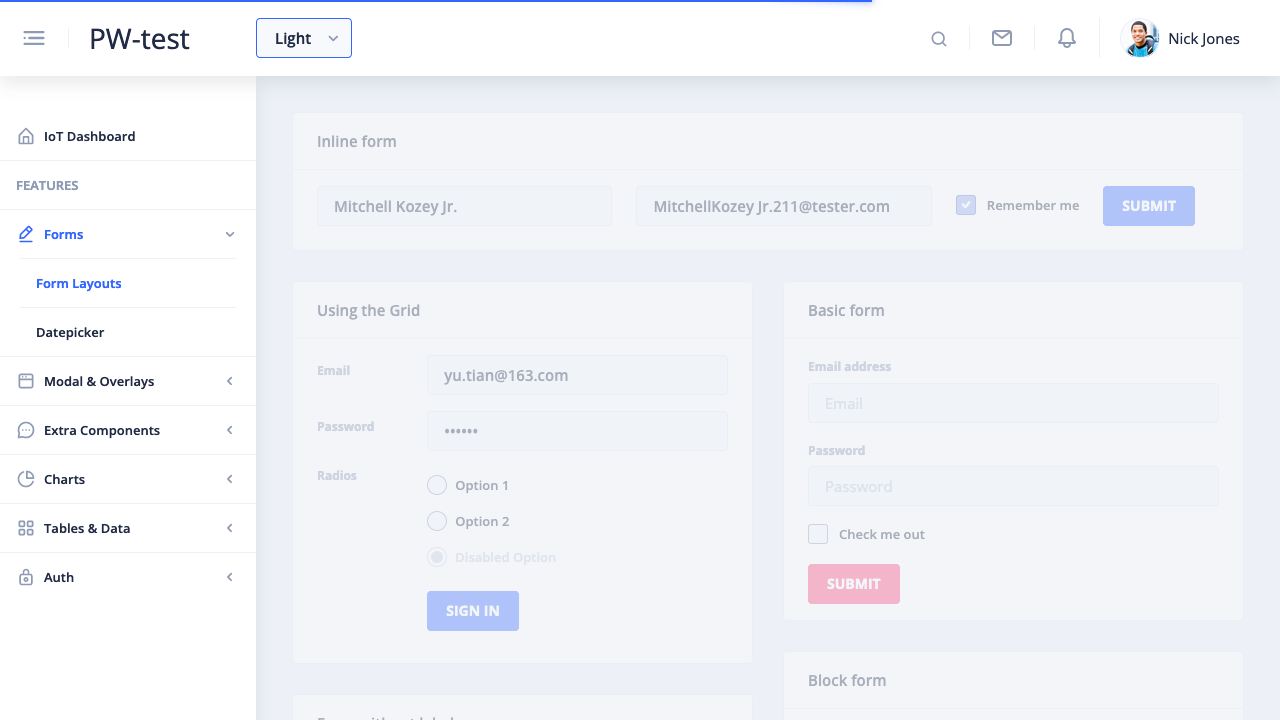 PW-test
Light
Nick Jones
IoT Dashboard
FEATURES
Forms
Form Layouts
Datepicker
Modal & Overlays
Extra Components
Charts
Tables & Data
Auth
Inline form
Mitchell Kozey Jr.
MitchellKozey Jr.211@tester.com
Remember me
SUBMIT
Using the Grid
Email
yu.tian@163.com
Password
••••••
Radios
Option 1
Option 2
Disabled Option
SIGN IN
Basic form
Email address
Email
Password
Password
Check me out
SUBMIT
Block form